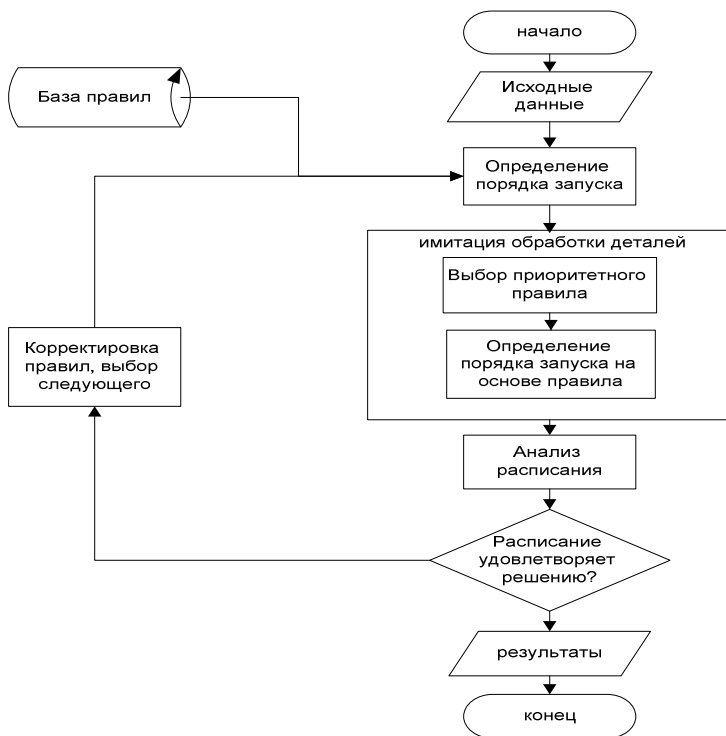 начало
Исходные
данные
База правил
Определение
порядка запуска
имитация обработки деталей
Выбор приоритетного
правила
Определение
порядка запуска на
основе правила
Корректировка
правил, выбор
следующего
Анализ
расписания
Расписание
удовлетворяет
решению?
результаты
конец